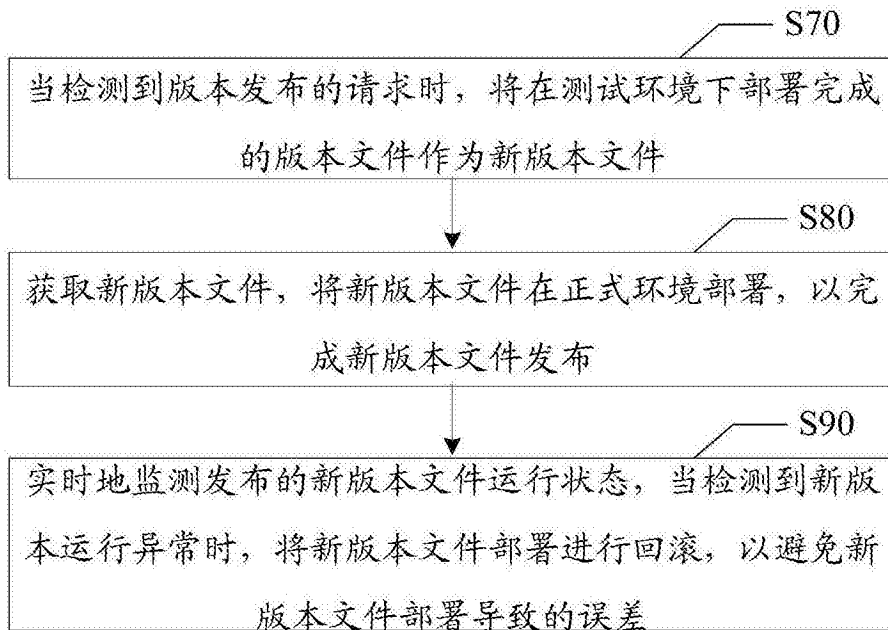 S70
当检测到版本发布的请求时，将在测试环境下部署完成
的版本文件作为新版本文件
S80
获取新版本文件，将新版本文件在正式环境部署，以完
成新版本文件发布
S90
实时地监测发布的新版本文件运行状态，当检测到新版
本运行异常时，将新版本文件部署进行回滚，以避免新
版本文件部署导致的误差